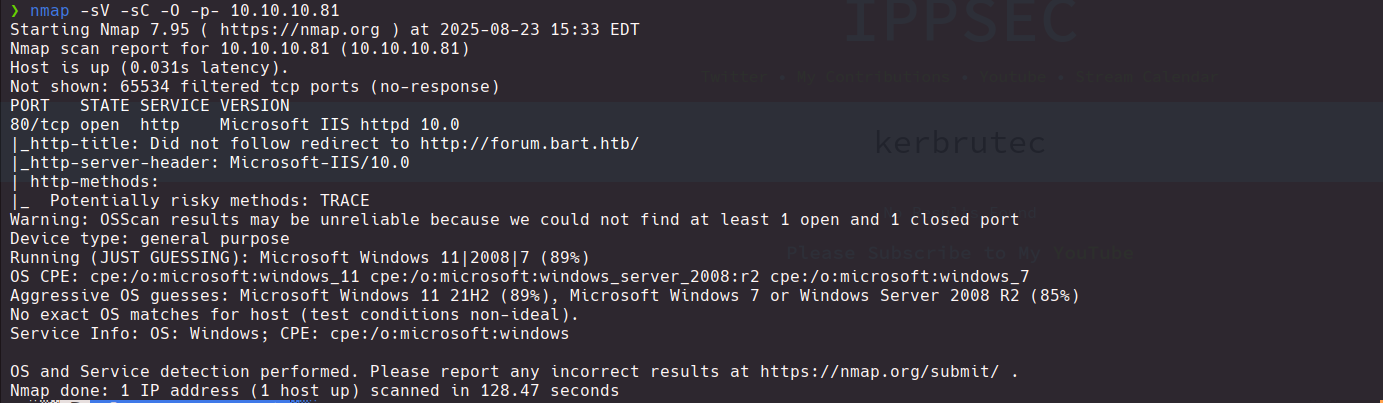 ❯ nmap -sV -sC -O -p- 10.10.10.81
Starting Nmap 7.95 ( https://nmap.org ) at 2025-08-23 15:33 EDT
Nmap scan report for 10.10.10.81 (10.10.10.81)
Host is up (0.031s latency).
Not shown: 65534 filtered tcp ports (no-response)
PORT   STATE SERVICE VERSION
80/tcp open  http    Microsoft IIS httpd 10.0
|_http-title: Did not follow redirect to http://forum.bart.htb/
|_http-server-header: Microsoft-IIS/10.0
| http-methods:
|_  Potentially risky methods: TRACE
Warning: OSScan results may be unreliable because we could not find at least 1 open and 1 closed port
Device type: general purpose
Running (JUST GUESSING): Microsoft Windows 11|2008|7 (89%)
OS CPE: cpe:/o:microsoft:windows_11 cpe:/o:microsoft:windows_server_2008:r2 cpe:/o:microsoft:windows_7
Aggressive OS guesses: Microsoft Windows 11 21H2 (89%), Microsoft Windows 7 or Windows Server 2008 R2 (85%)
No exact OS matches for host (test conditions non-ideal).
Service Info: OS: Windows; CPE: cpe:/o:microsoft:windows
OS and Service detection performed. Please report any incorrect results at https://nmap.org/submit/ .
Nmap done: 1 IP address (1 host up) scanned in 128.47 seconds
IPPSEC
kerbrutec
Please Subscribe to My YouTube